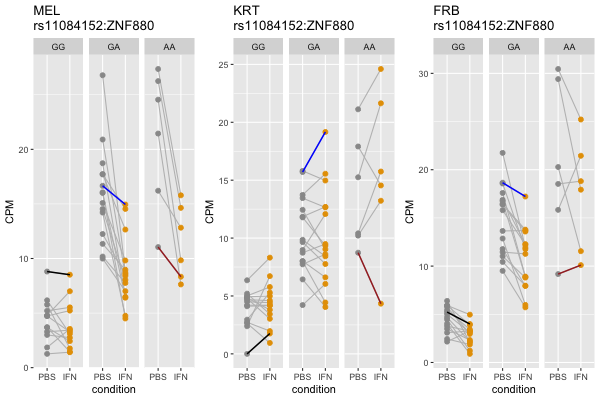 MEL
rs11084152:ZNF880
GG GA AA
CPM
20
10
0
PBS IFN PBS IFN PBS IFN
condition
KRT
rs11084152:ZNF880
GG GA AA
CPM
25
20
15
10
5
0
PBS IFN PBS IFN PBS IFN
condition
FRB
rs11084152:ZNF880
GG GA AA
CPM
30
20
10
0
PBS IFN PBS IFN PBS IFN
condition